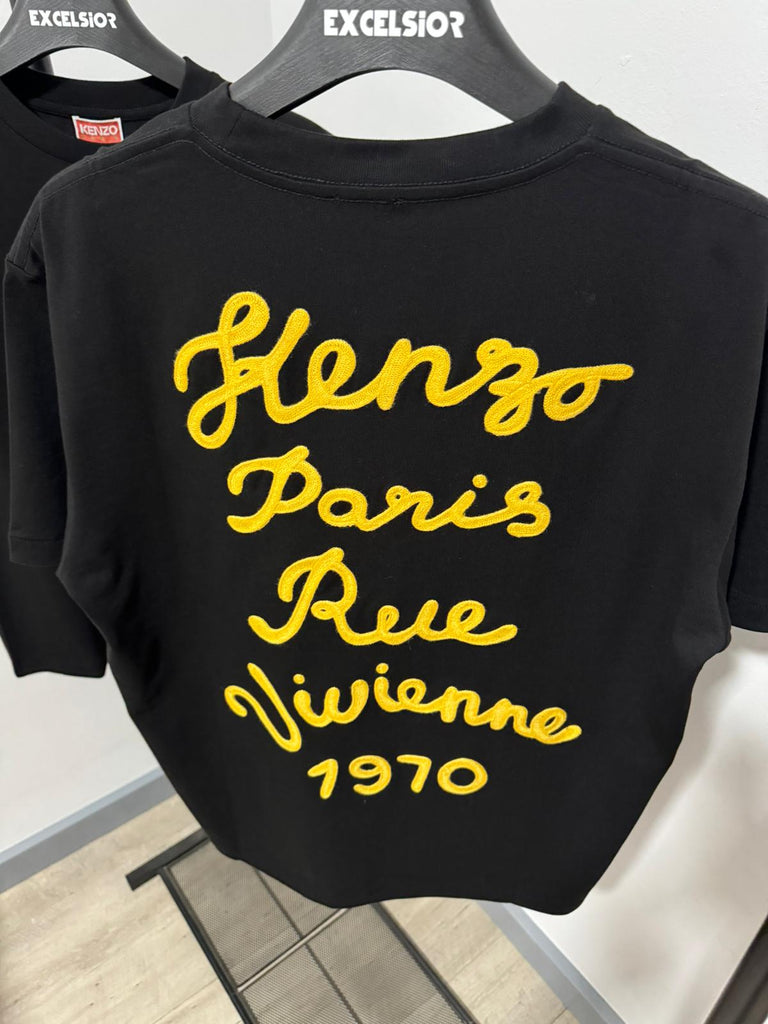 EXCELSIOR
EXCELSIOR
KENZO
Kenzo
Paris
Rue
Vivienne
1970